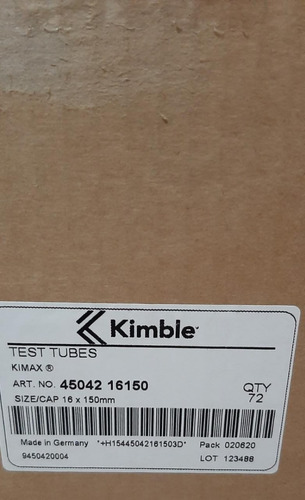 Kimble
TEST TUBES
KIMAX ®
ART. NO. 45042 16150
QTY
SIZE/CAP 16 x 150mm
72
Made in Germany *+H15445042161503D* Pack 020620
9450420004 LOT 123488